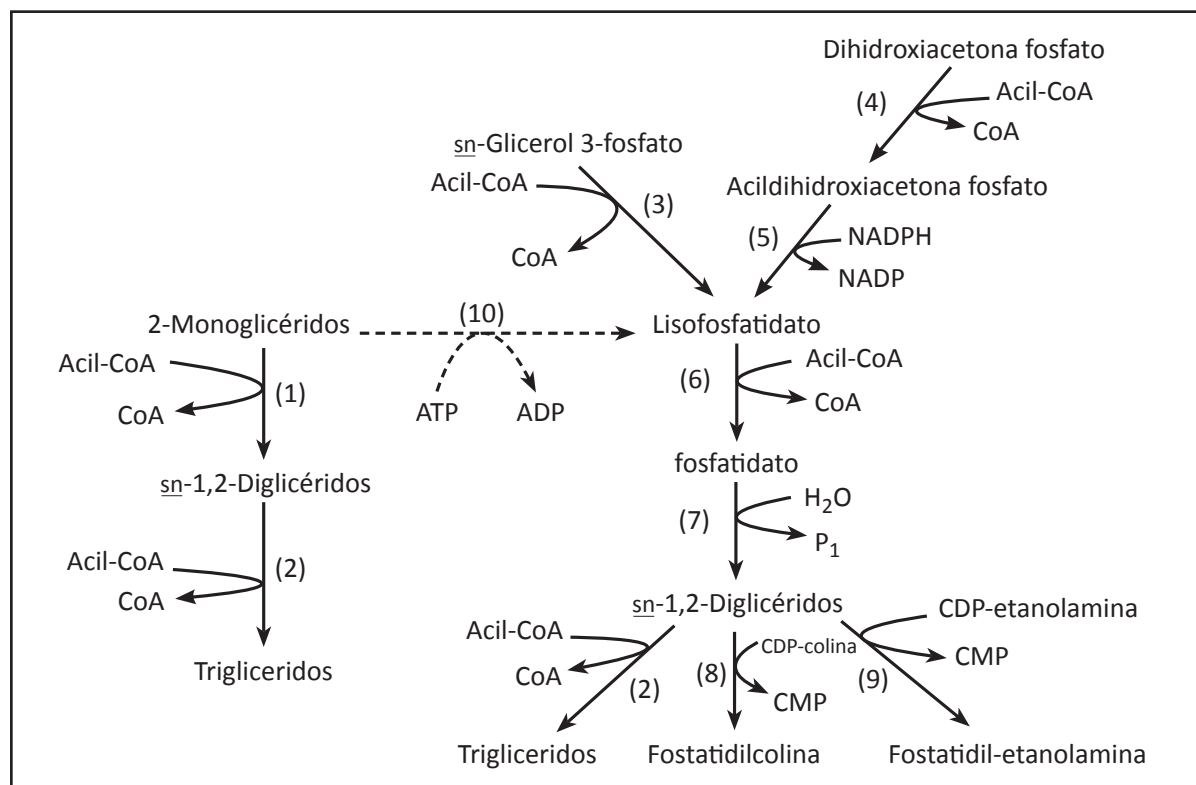 Dihidroxiacetona fosfato
(4)
Acil-CoA
CoA
sn-Glicerol 3-fosfato
Acil-CoA
(3)
CoA
Acildihidroxiacetona fosfato
(5)
NADPH
NADP
2-Monoglicéridos
(10)
Lisofosfatidato
ATP
ADP
Acil-CoA
(1)
CoA
(6)
Acil-CoA
CoA
sn-1,2-Diglicéridos
fosfatidato
(7)
H2O
P1
Acil-CoA
(2)
CoA
Trigliceridos
sn-1,2-Diglicéridos
Acil-CoA
CoA
(2)
CDP-colina
(8)
CMP
CDP-etanolamina
(9)
CMP
Trigliceridos
Fostatidilcolina
Fostatidil-etanolamina